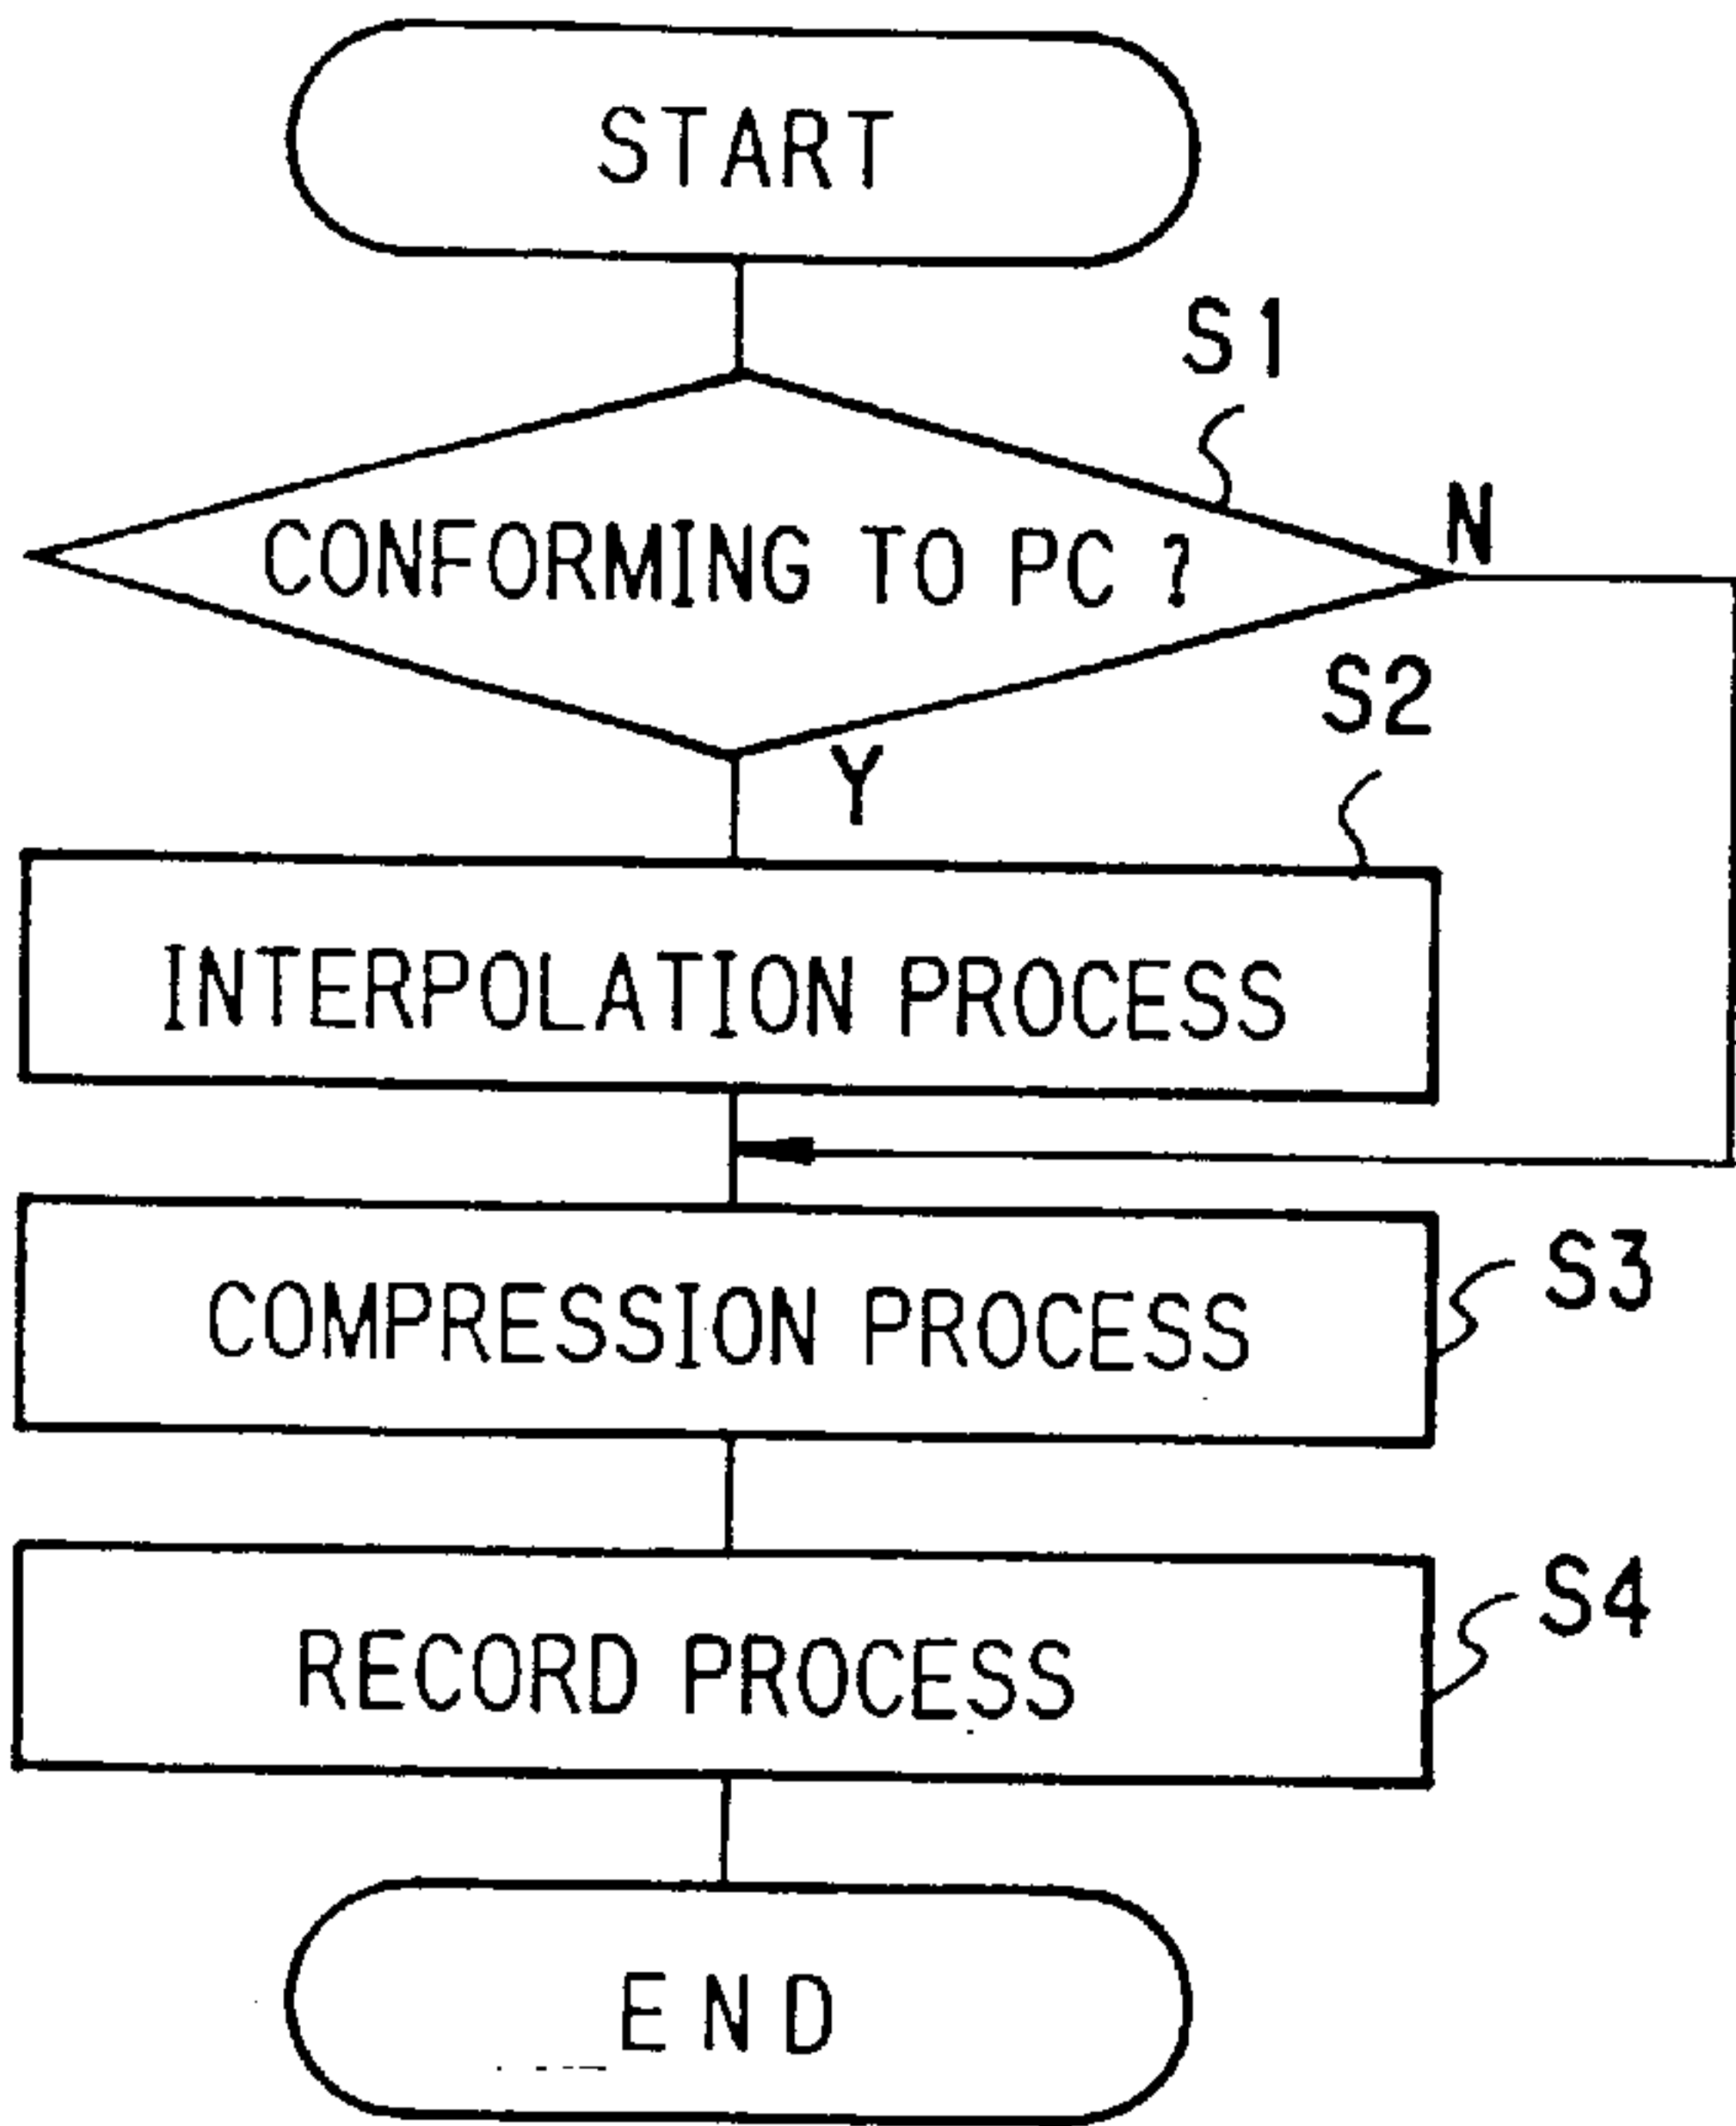 START
S1
CONFORMING TO PC ?
N
S2
Y
INTERPOLATION PROCESS
COMPRESSION PROCESS
S3
RECORD PROCESS
S4
END